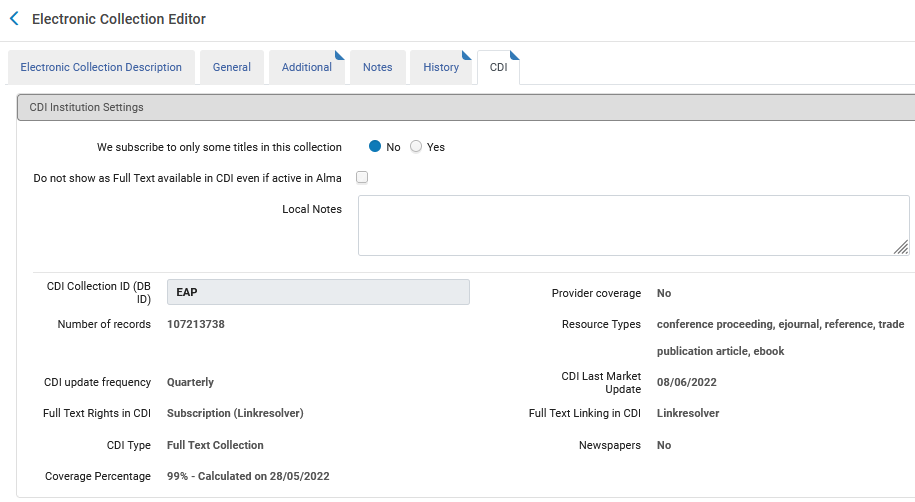 Electronic Collection Editor
Electronic Collection Description
General
Additional
Notes
History
CDI
CDI Institution Settings
We subscribe to only some titles in this collection No Yes
Do not show as Full Text available in CDI even if active in Alma
Local Notes
CDI Collection ID (DB
ID)
EAP
Provider coverage No
Number of records 107213738
Resource Types conference proceeding, ejournal, reference, trade
publication article, ebook
CDI update frequency Quarterly
CDI Last Market
Update
08/06/2022
Full Text Rights in CDI Subscription (Linkresolver)
Full Text Linking in CDI Linkresolver
CDI Type Full Text Collection
Newspapers No
Coverage Percentage 99% - Calculated on 28/05/2022